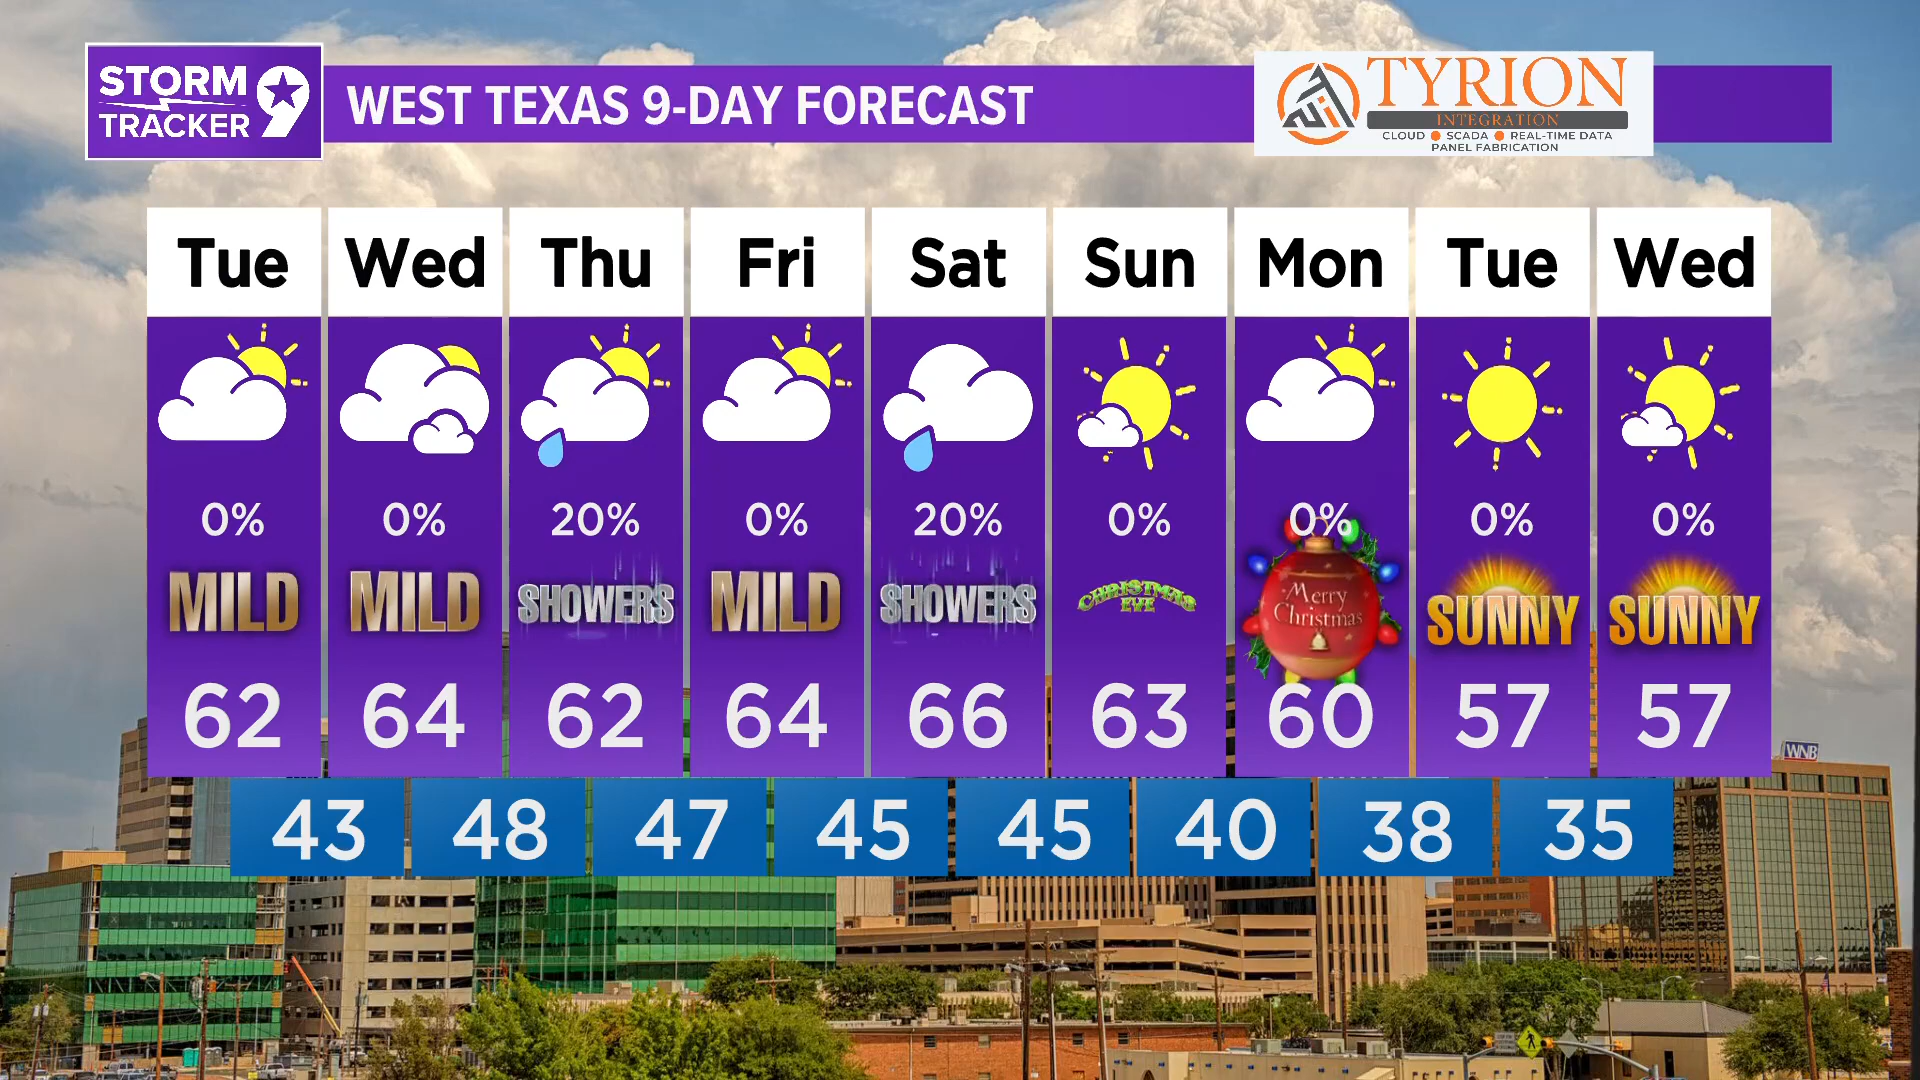 STORM
TRACKER 9
WEST TEXAS 9-DAY FORECAST
TYRION
INTEGRATION
CLOUD ● SCADA ● REAL-TIME DATA
PANEL FABRICATION
Tue Wed Thu Fri Sat Sun Mon Tue Wed
0% 0% 20% 0% 20% 0% 0% 0% 0%
MILD MILD SHOWERS MILD SHOWERS CHRISTMAS EVE Merry Christmas SUNNY SUNNY
62 64 62 64 66 63 60 57 57
43 48 47 45 45 40 38 35
WNB